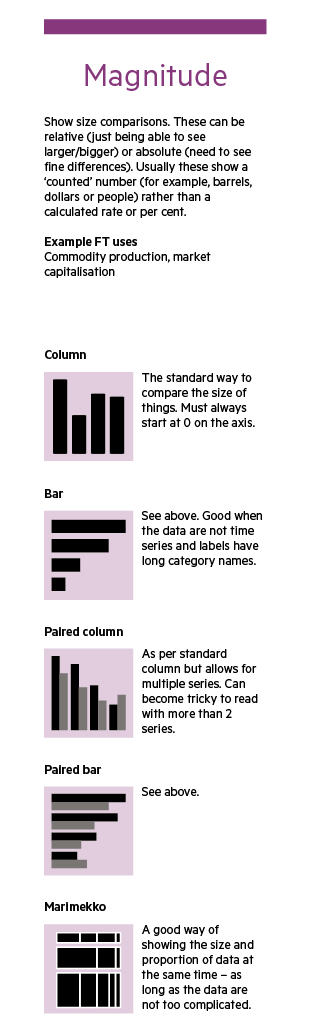 Magnitude
Show size comparisons. These can be
relative (just being able to see
larger/bigger) or absolute (need to see
fine differences). Usually these show a
‘counted’ number (for example, barrels,
dollars or people) rather than a
calculated rate or per cent.
Example FT uses
Commodity production, market
capitalisation
Column
The standard way to
compare the size of
things. Must always
start at 0 on the axis.
Bar
See above. Good when
the data are not time
series and labels have
long category names.
Paired column
As per standard
column but allows for
multiple series. Can
become tricky to read
with more than 2
series.
Paired bar
See above.
Marimekko
A good way of
showing the size and
proportion of data at
the same time – as
long as the data are
not too complicated.